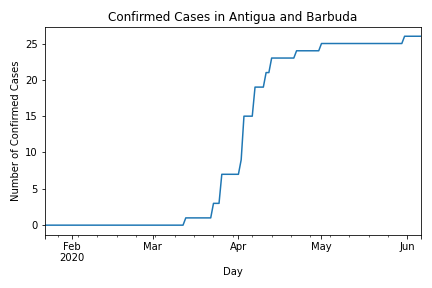 Confirmed Cases in Antigua and Barbuda
Number of Confirmed Cases
25
20
15
10
5
0
Feb
2020
Mar
Apr
May
Jun
Day